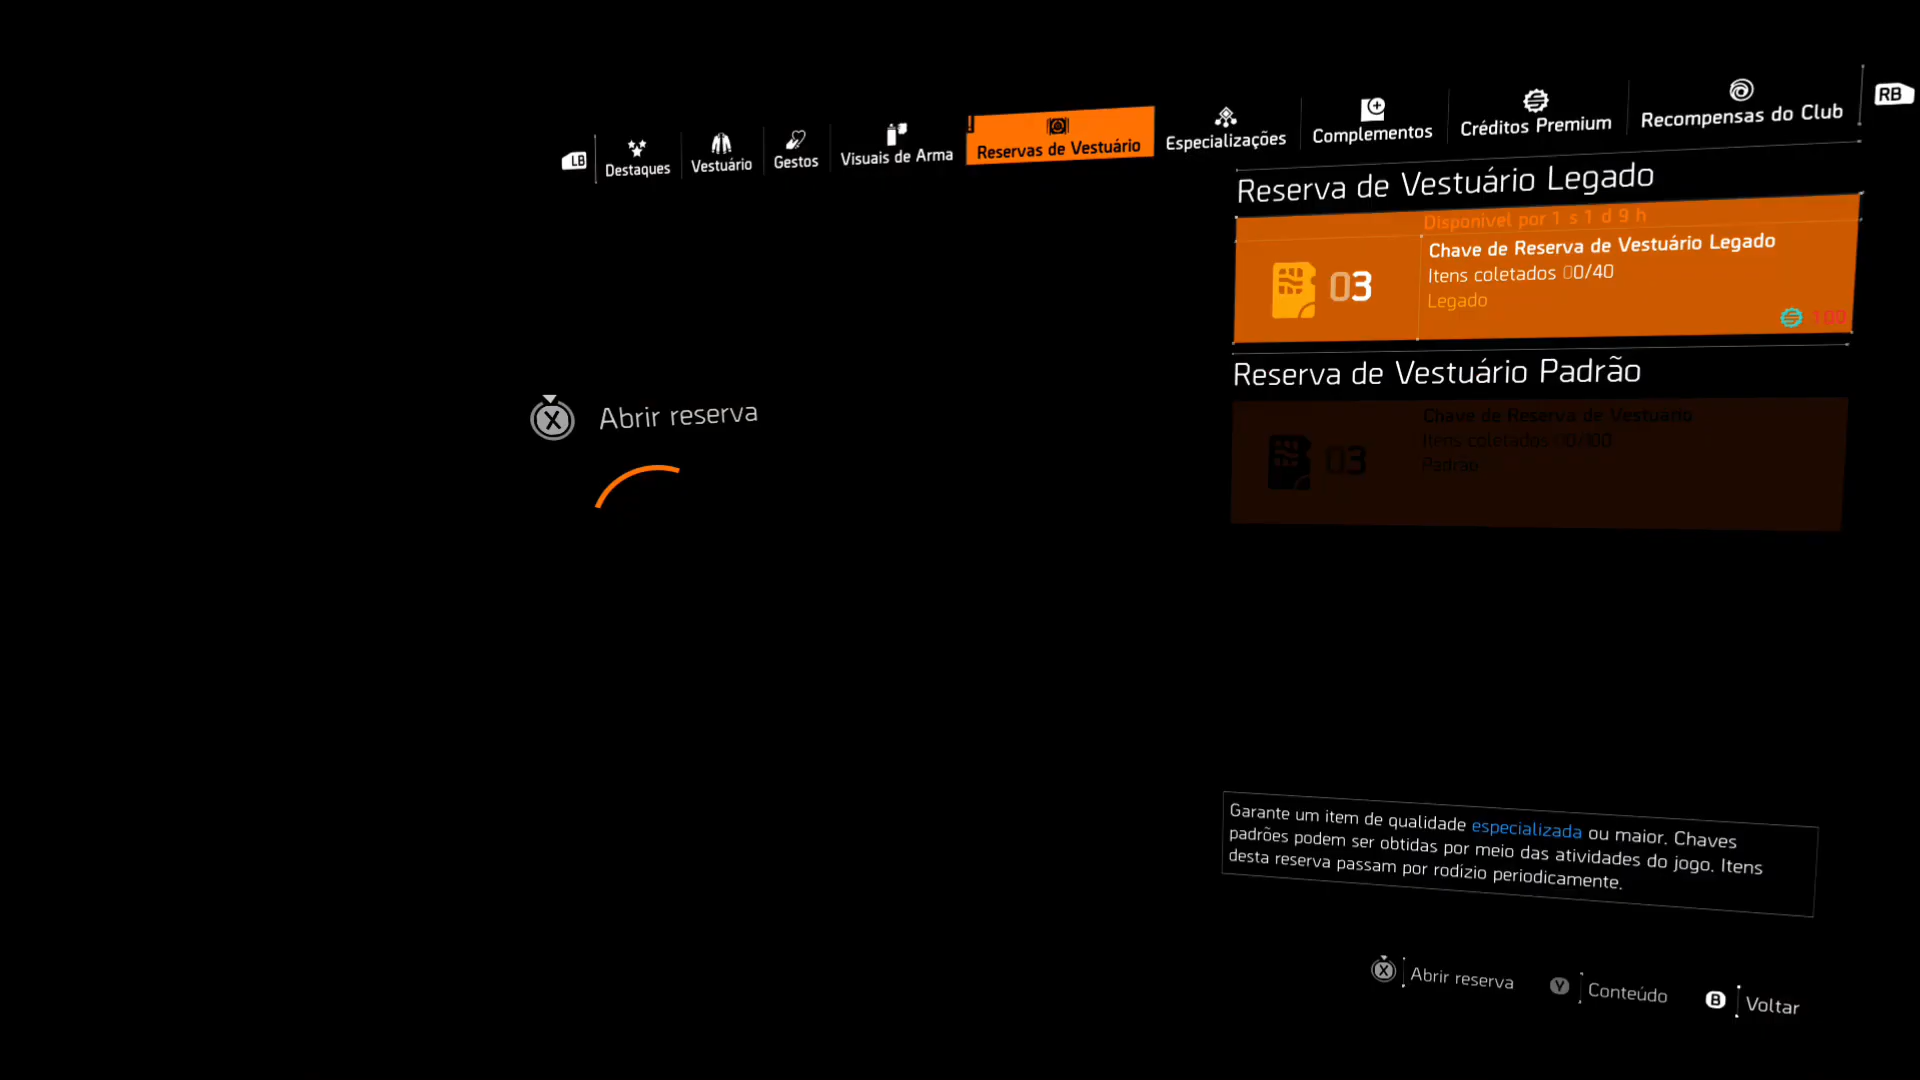 LB
Destaques
Vestuário
Gestos
Visuais de Arma
Reservas de Vestuário
Especializações
Complementos
Créditos Premium
Recompensas do Club
RB
Reserva de Vestuário Legado
Disponível por 1 s 1 d 9 h
Chave de Reserva de Vestuário Legado
03
Itens coletados 00/40
Legado
100
Reserva de Vestuário Padrão
Chave de Reserva de Vestuário
03
Itens coletados
Padrão
X Abrir reserva
Garante um item de qualidade especializada ou maior. Chaves
padrões podem ser obtidas por meio das atividades do jogo. Itens
desta reserva passam por rodízio periodicamente.
X Abrir reserva
Y Conteúdo
B Voltar